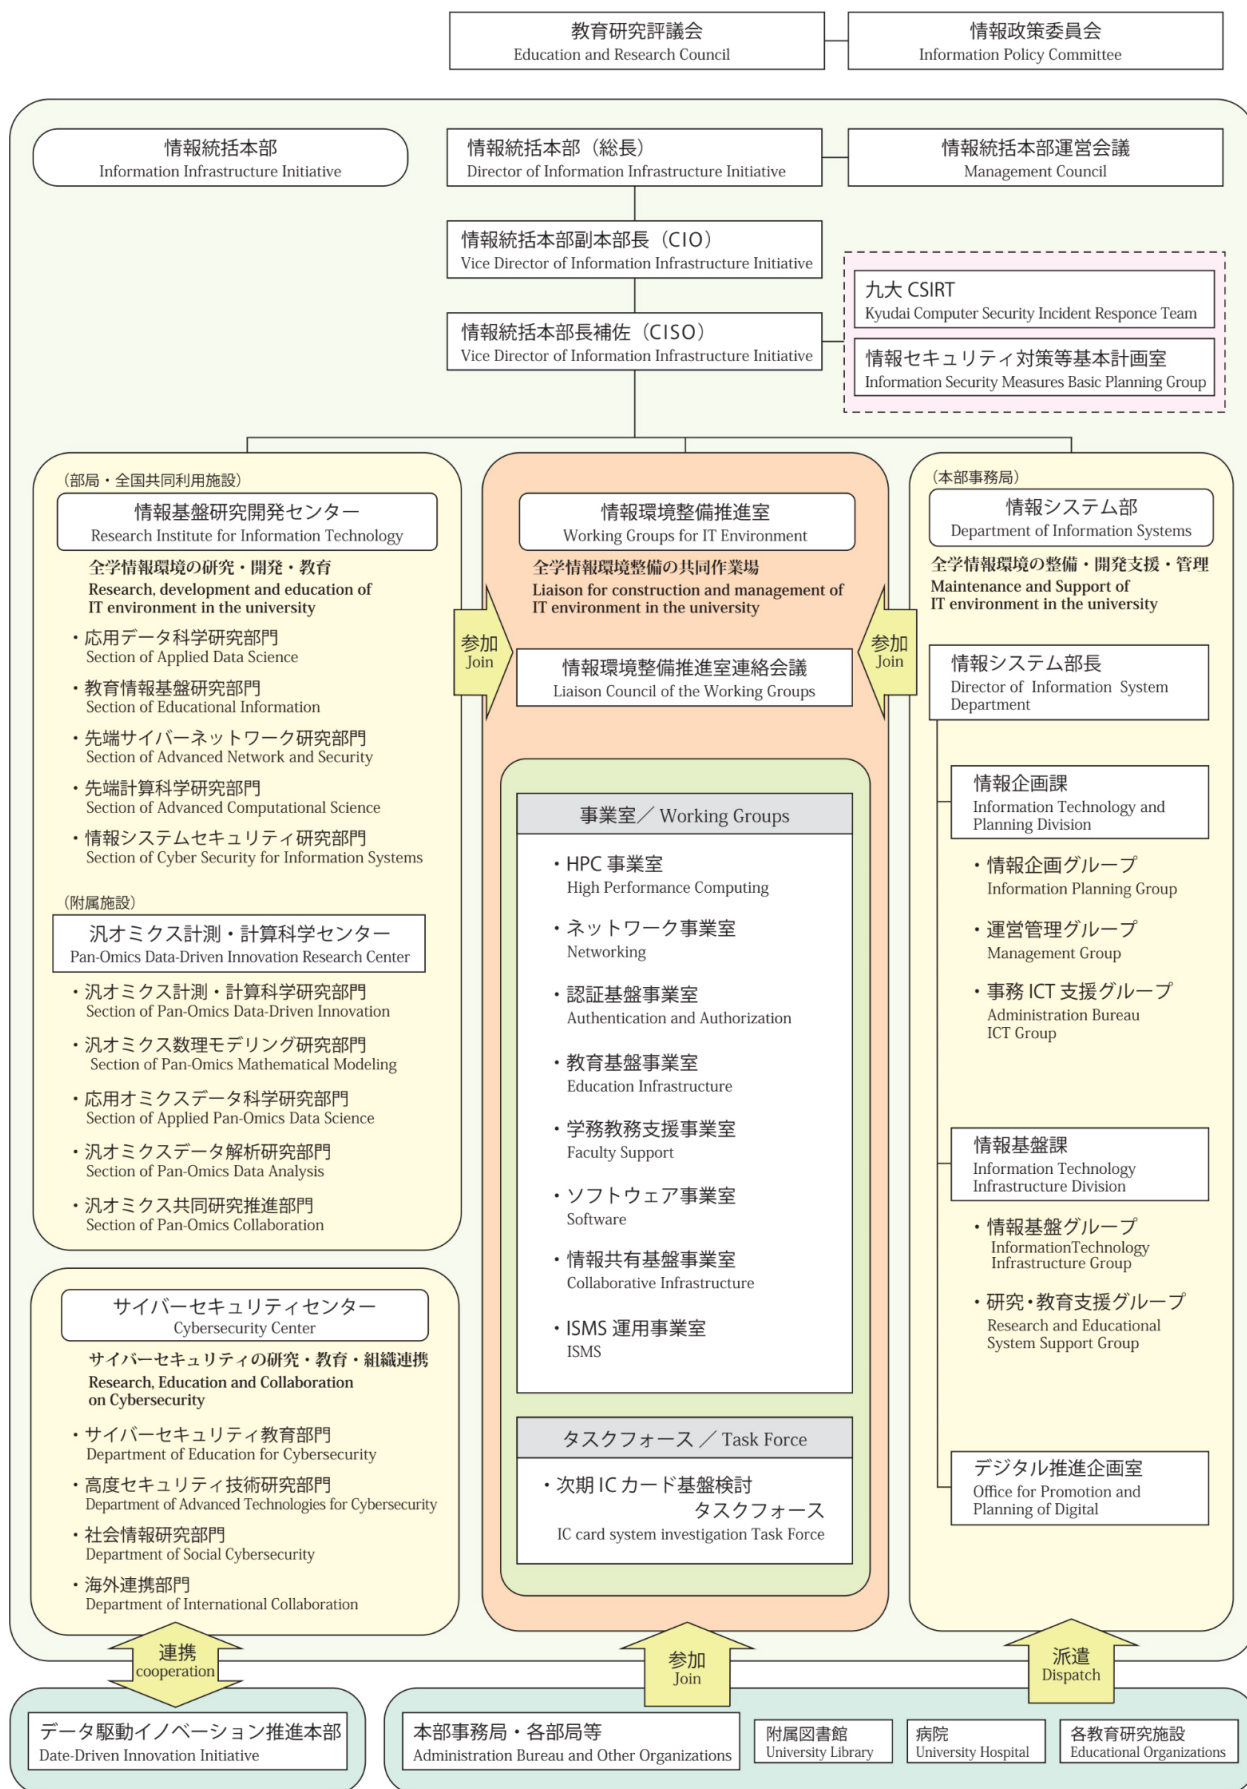 教育研究評議会
Education and Research Council
情報政策委員会
Information Policy Committee
情報統括本部
Information Infrastructure Initiative
情報統括本部（総長）
Director of Information Infrastructure Initiative
情報統括本部運営会議
Management Council
情報統括本部副本部長（CIO）
Vice Director of Information Infrastructure Initiative
九大 CSIRT
Kyudai Computer Security Incident Responce Team
情報統括本部長補佐（CISO）
Vice Director of Information Infrastructure Initiative
情報セキュリティ対策等基本計画室
Information Security Measures Basic Planning Group
（部局・全国共同利用施設）
情報基盤研究開発センター
Research Institute for Information Technology
全学情報環境の研究・開発・教育
Research, development and education of
IT environment in the university
・応用データ科学研究部門
Section of Applied Data Science
・教育情報基盤研究部門
Section of Educational Information
・先端サイバーネットワーク研究部門
Section of Advanced Network and Security
・先端計算科学研究部門
Section of Advanced Computational Science
・情報システムセキュリティ研究部門
Section of Cyber Security for Information Systems
（附属施設）
汎オミクス計測・計算科学センター
Pan-Omics Data-Driven Innovation Research Center
・汎オミクス計測・計算科学研究部門
Section of Pan-Omics Data-Driven Innovation
・汎オミクス数理モデリング研究部門
Section of Pan-Omics Mathematical Modeling
・応用オミクスデータ科学研究部門
Section of Applied Pan-Omics Data Science
・汎オミクスデータ解析研究部門
Section of Pan-Omics Data Analysis
・汎オミクス共同研究推進部門
Section of Pan-Omics Collaboration
サイバーセキュリティセンター
Cybersecurity Center
サイバーセキュリティの研究・教育・組織連携
Research, Education and Collaboration
on Cybersecurity
・サイバーセキュリティ教育部門
Department of Education for Cybersecurity
・高度セキュリティ技術研究部門
Department of Advanced Technologies for Cybersecurity
・社会情報研究部門
Department of Social Cybersecurity
・海外連携部門
Department of International Collaboration
参加
Join
情報環境整備推進室
Working Groups for IT Environment
全学情報環境整備の共同作業場
Liaison for construction and management of
IT environment in the university
情報環境整備推進室連絡会議
Liaison Council of the Working Groups
事業室／ Working Groups
・HPC 事業室
High Performance Computing
・ネットワーク事業室
Networking
・認証基盤事業室
Authentication and Authorization
・教育基盤事業室
Education Infrastructure
・学務教務支援事業室
Faculty Support
・ソフトウェア事業室
Software
・情報共有基盤事業室
Collaborative Infrastructure
・ISMS 運用事業室
ISMS
タスクフォース ／ Task Force
・次期 IC カード基盤検討
タスクフォース
IC card system investigation Task Force
参加
Join
（本部事務局）
情報システム部
Department of Information Systems
全学情報環境の整備・開発支援・管理
Maintenance and Support of
IT environment in the university
情報システム部長
Director of Information System
Department
情報企画課
Information Technology and
Planning Division
・情報企画グループ
Information Planning Group
・運営管理グループ
Management Group
・事務 ICT 支援グループ
Administration Bureau
ICT Group
情報基盤課
Information Technology
Infrastructure Division
・情報基盤グループ
InformationTechnology
Infrastructure Group
・研究・教育支援グループ
Research and Educational
System Support Group
デジタル推進企画室
Office for Promotion and
Planning of Digital
連携
cooperation
参加
Join
派遣
Dispatch
データ駆動イノベーション推進本部
Date-Driven Innovation Initiative
本部事務局・各部局等
Administration Bureau and Other Organizations
附属図書館
University Library
病院
University Hospital
各教育研究施設
Educational Organizations